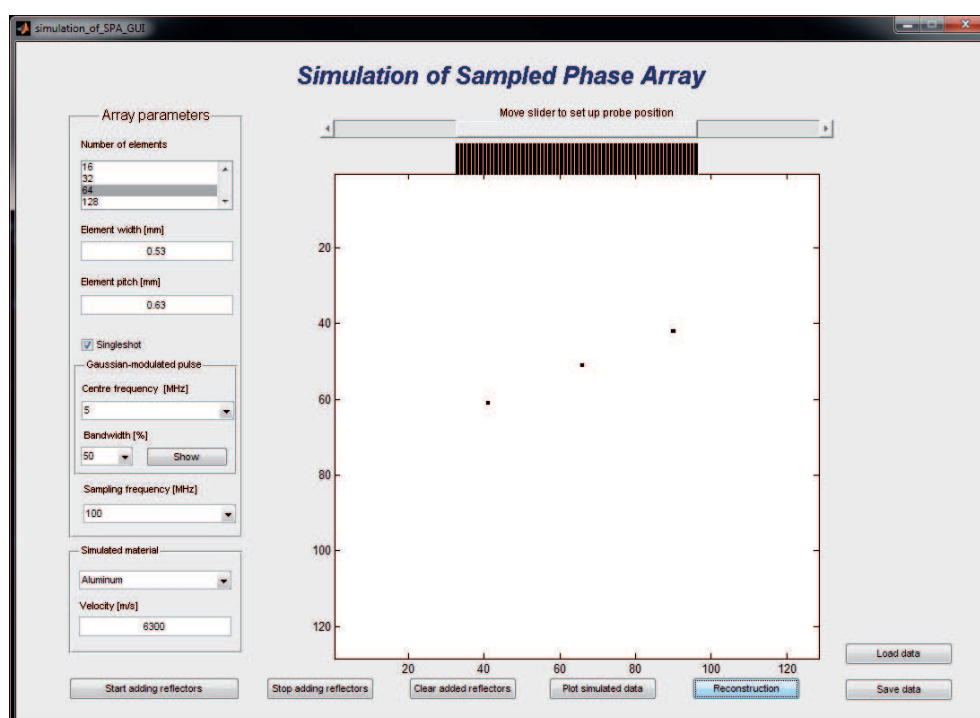 simulation_of_SPA_GUI
Simulation of Sampled Phase Array
Move slider to set up probe position
Array parameters
Number of elements
16
32
64
128
Element width [mm]
0.53
Element pitch [mm]
0.63
Singleshot
Gaussian-modulated pulse
Centre frequency [MHz]
5
Bandwidth [%]
50
Show
Sampling frequency [MHz]
100
Simulated material
Aluminum
Velocity [m/s]
6300
20
40
60
80
100
120
20 40 60 80 100 120
Load data
Start adding reflectors Stop adding reflectors Clear added reflectors Plot simulated data Reconstruction Save data